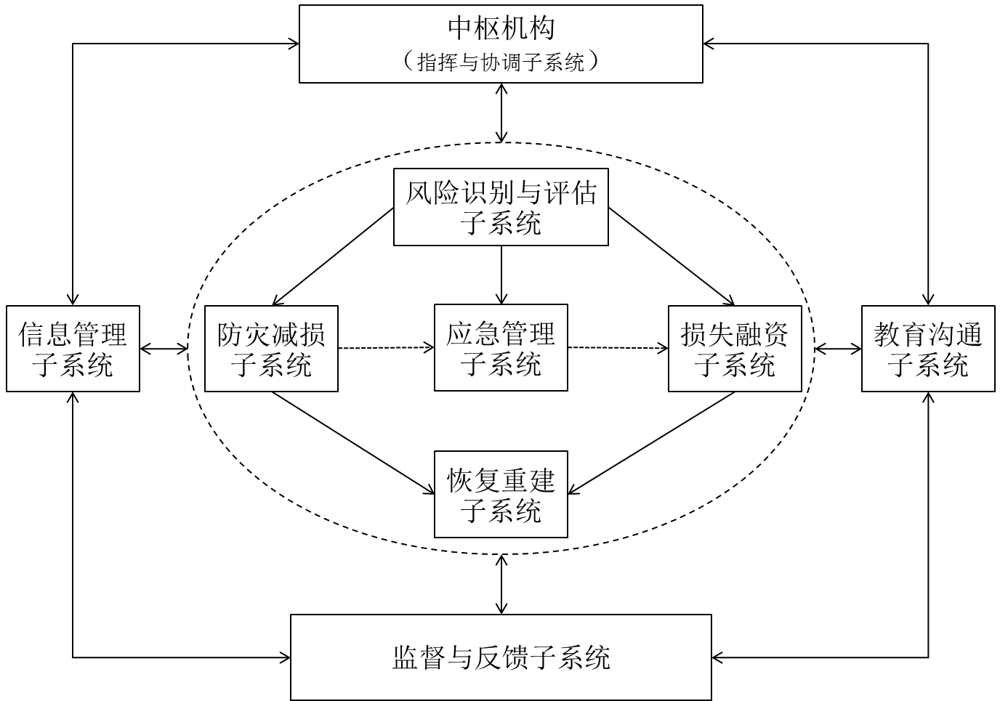 中枢机构
（指挥与协调子系统）
风险识别与评估
子系统
信息管理
子系统
防灾减损
子系统
应急管理
子系统
损失融资
子系统
教育沟通
子系统
恢复重建
子系统
监督与反馈子系统